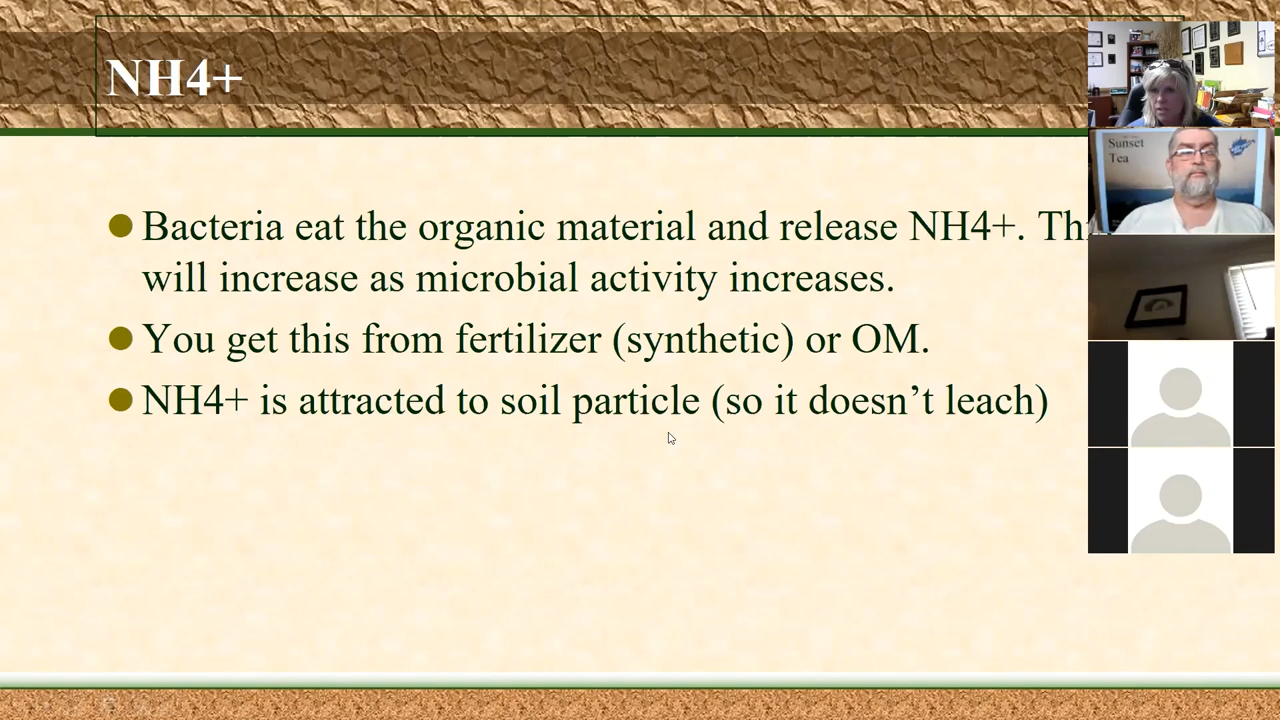 NH4+
Bacteria eat the organic material and release NH4+.
will increase as microbial activity increases.
You get this from fertilizer (synthetic) or OM.
NH4+ is attracted to soil particle (so it doesn’t leach)
Sunset
Tea